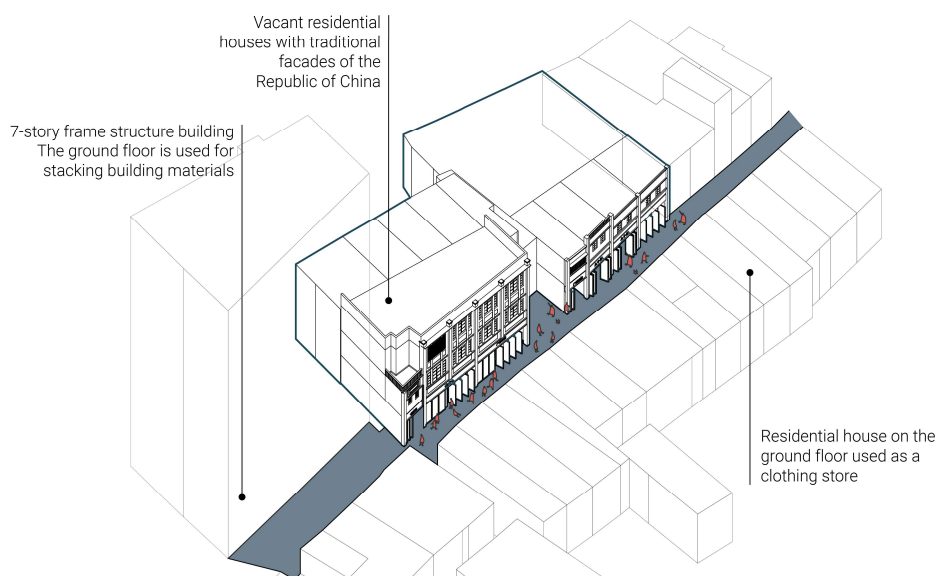 Vacant residential
houses with traditional
facades of the
Republic of China
7-story frame structure building
The ground floor is used for
stacking building materials
Residential house on the
ground floor used as a
clothing store